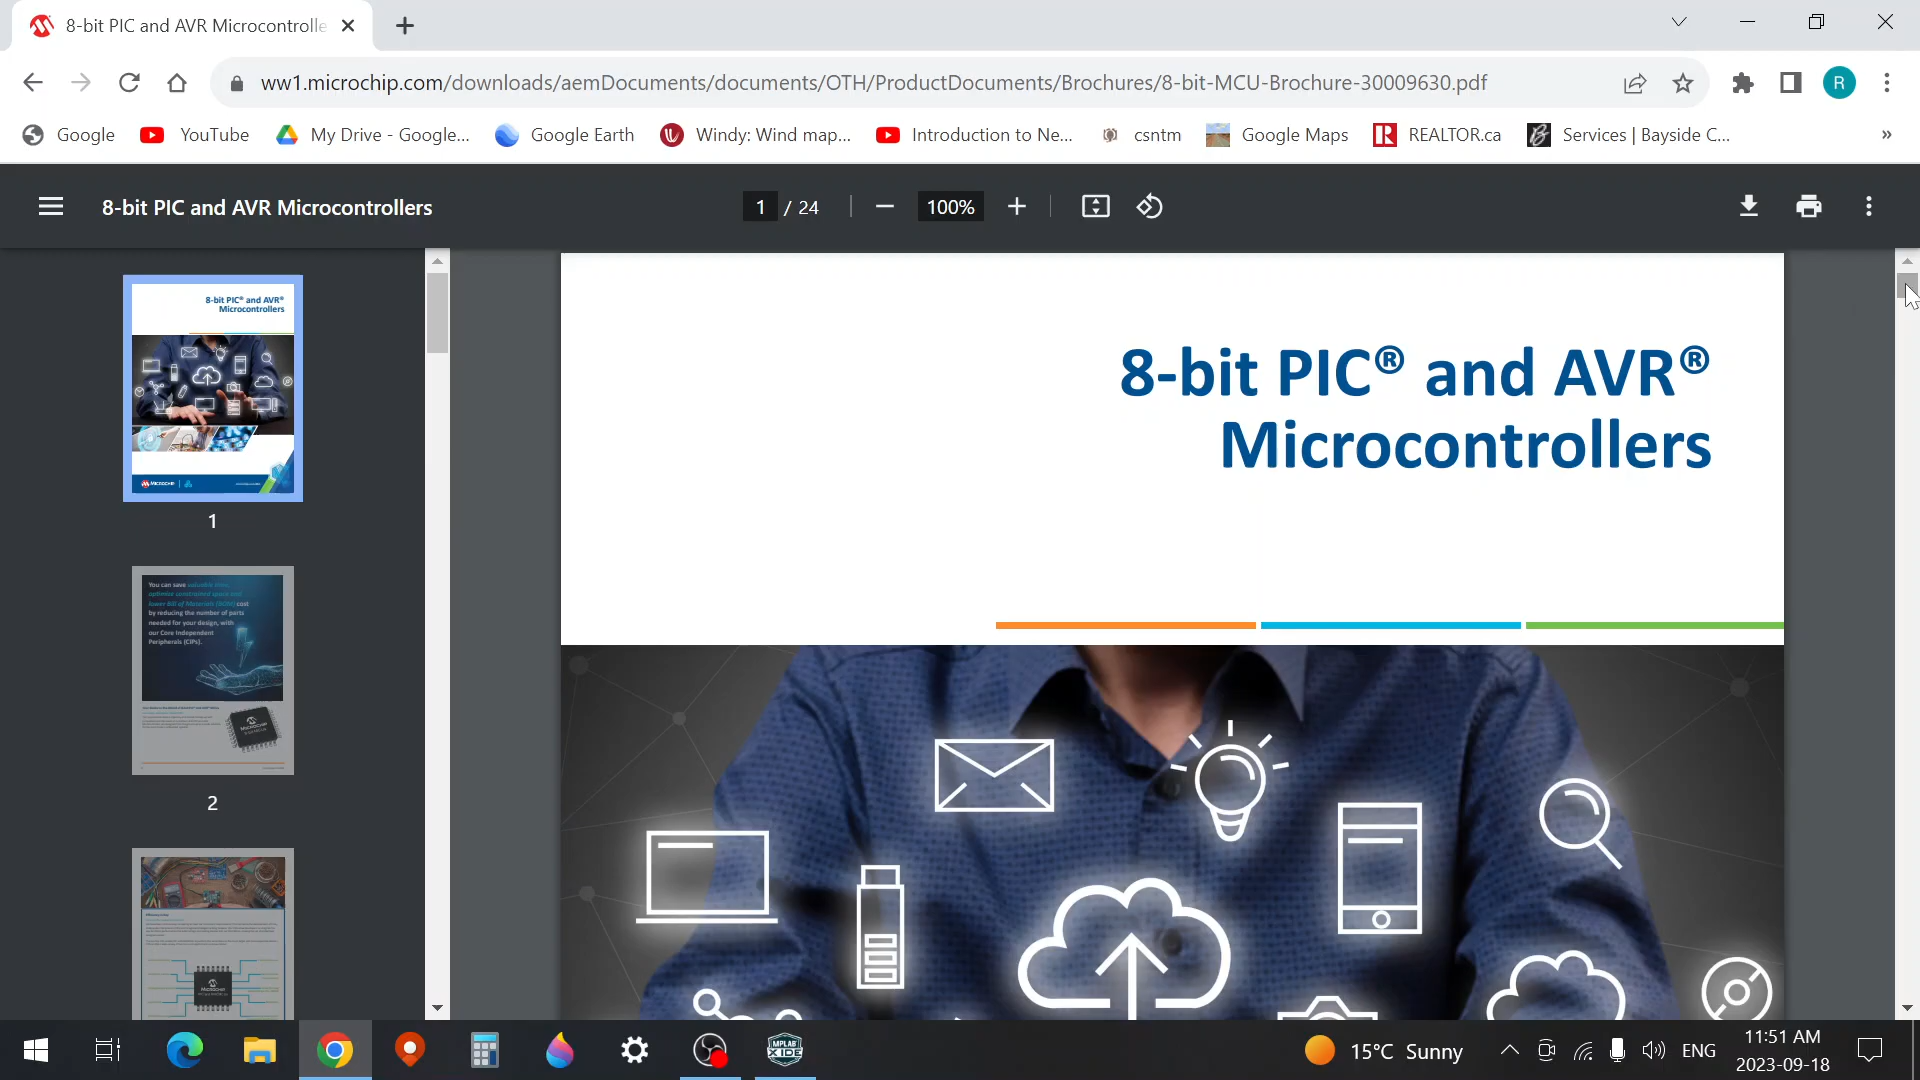 8-bit PIC and AVR Microcontrolle
ww1.microchip.com/downloads/aemDocuments/documents/OTH/ProductDocuments/Brochures/8-bit-MCU-Brochure-30009630.pdf
R
Google
YouTube
My Drive - Google...
Google Earth
Windy: Wind map...
Introduction to Ne...
csntm
Google Maps
REALTOR.ca
Services | Bayside C...
»
8-bit PIC and AVR Microcontrollers
1 / 24
100%
8-bit PIC® and AVR®
Microcontrollers
MICROCHIP
1
You can save valuable time,
optimize constrained space and
lower Bill of Materials (BOM) cost
by reducing the number of parts
needed for your design, with
our Core Independent
Peripherals (CIPs).
MICROCHIP
2
MICROCHIP
8-bit PIC® and AVR®
Microcontrollers
MPLAB
X IDE
15°C Sunny
ENG
11:51 AM
2023-09-18